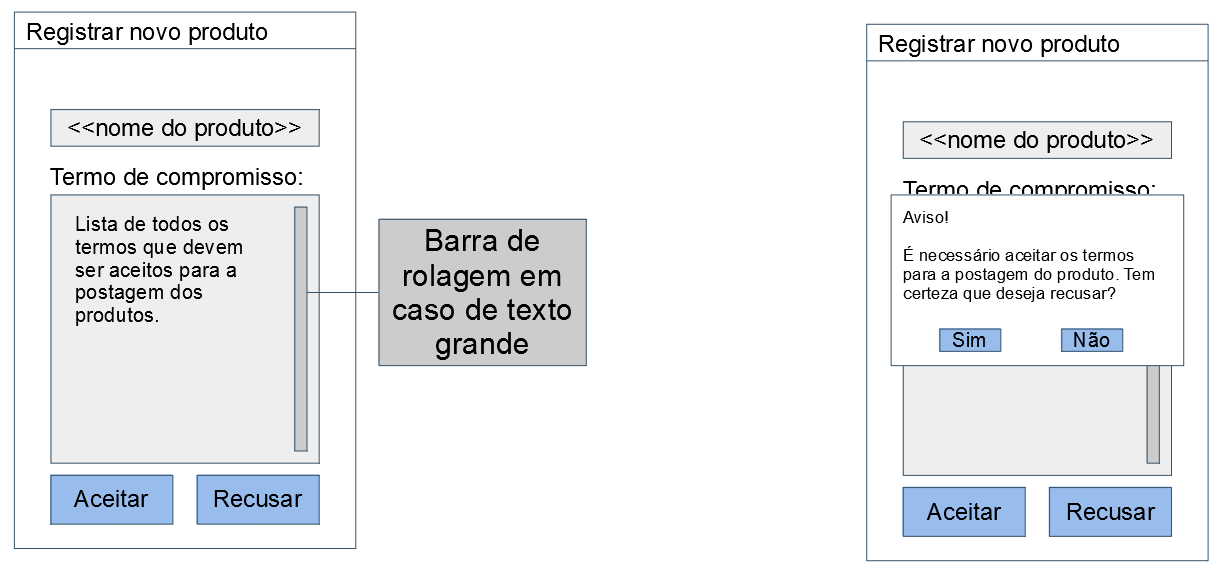 Registrar novo produto
<<nome do produto>>
Termo de compromisso:
Lista de todos os
termos que devem
ser aceitos para a
postagem dos
produtos.
Aceitar
Recusar
Barra de
rolagem em
caso de texto
grande
Registrar novo produto
<<nome do produto>>
Termo de compromisso:
Aviso!
É necessário aceitar os termos
para a postagem do produto. Tem
certeza que deseja recusar?
Sim
Não
Aceitar
Recusar